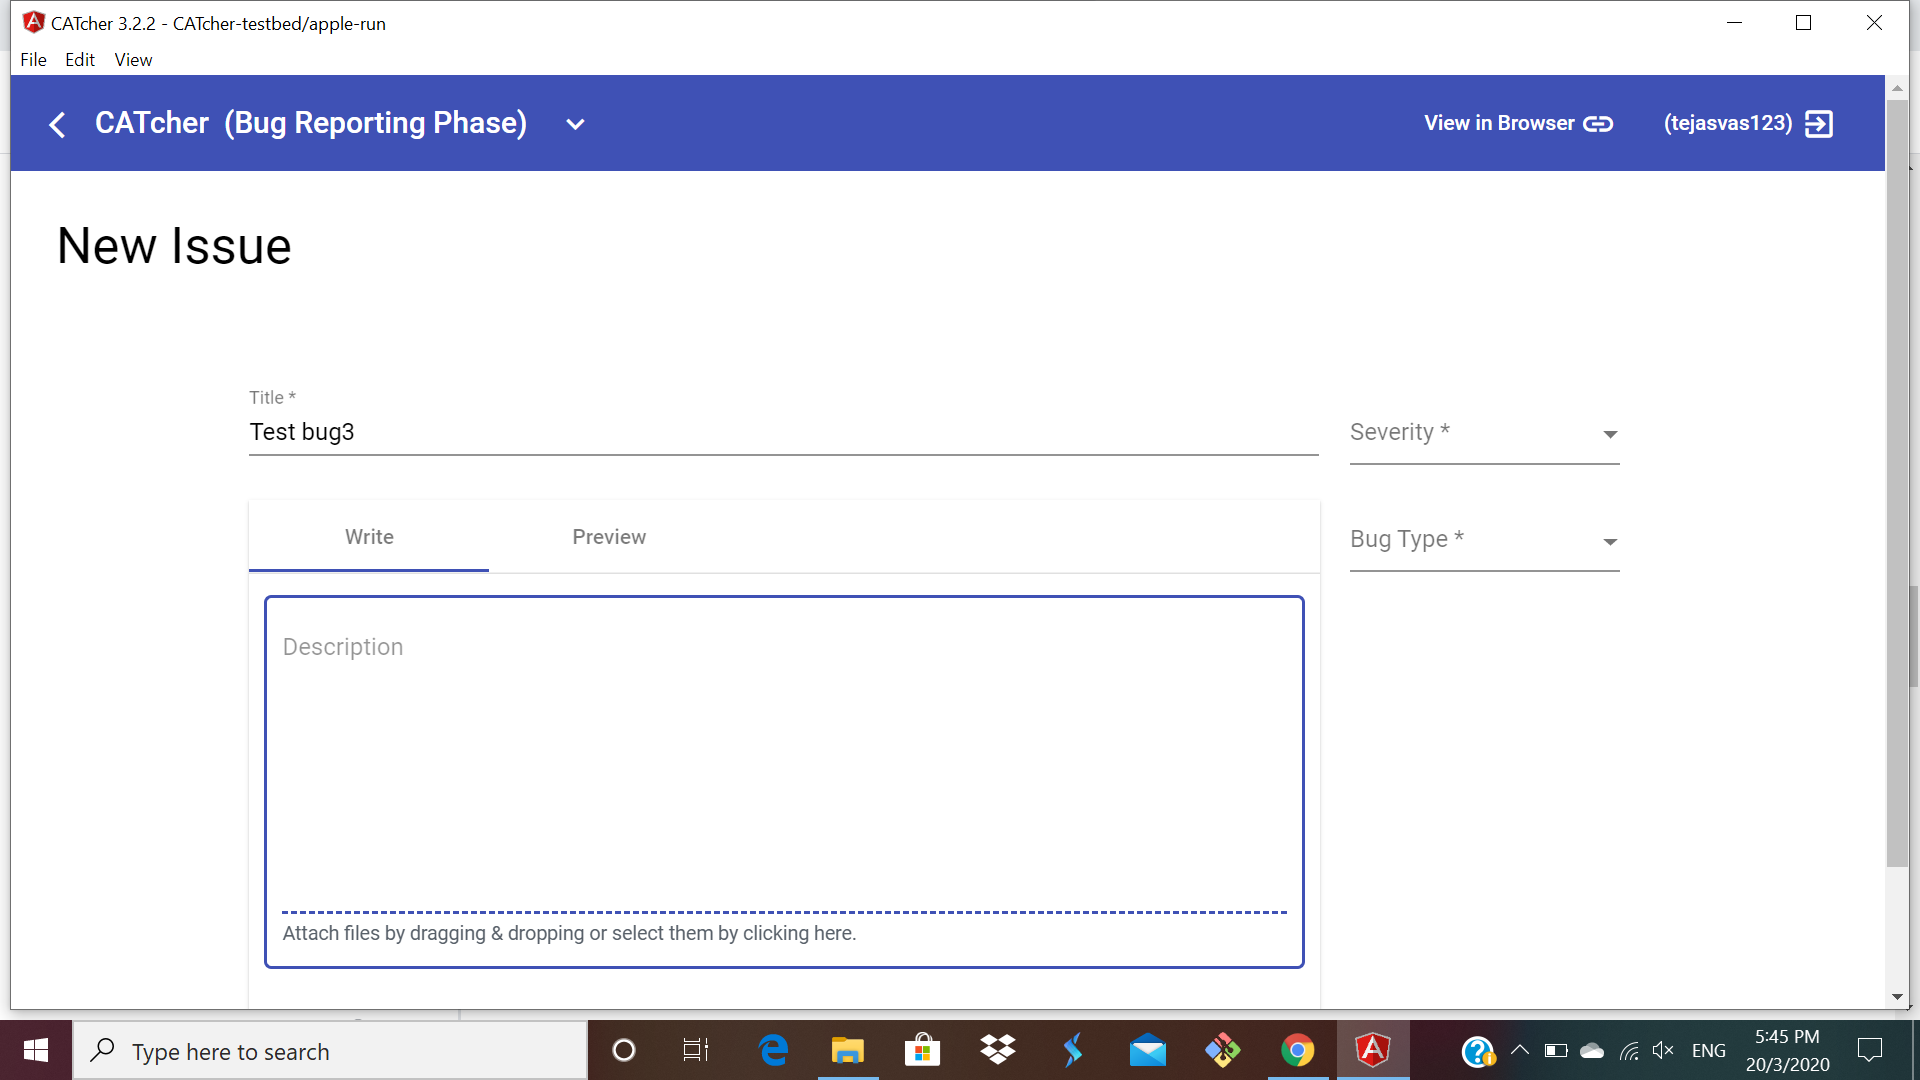 CATcher 3.2.2 - CATcher-testbed/apple-run
File Edit View
CATcher (Bug Reporting Phase)
View in Browser
(tejasvas123)
New Issue
Title *
Test bug3
Severity *
Write
Preview
Bug Type *
Description
Attach files by dragging & dropping or select them by clicking here.
Type here to search
ENG
5:45 PM
20/3/2020